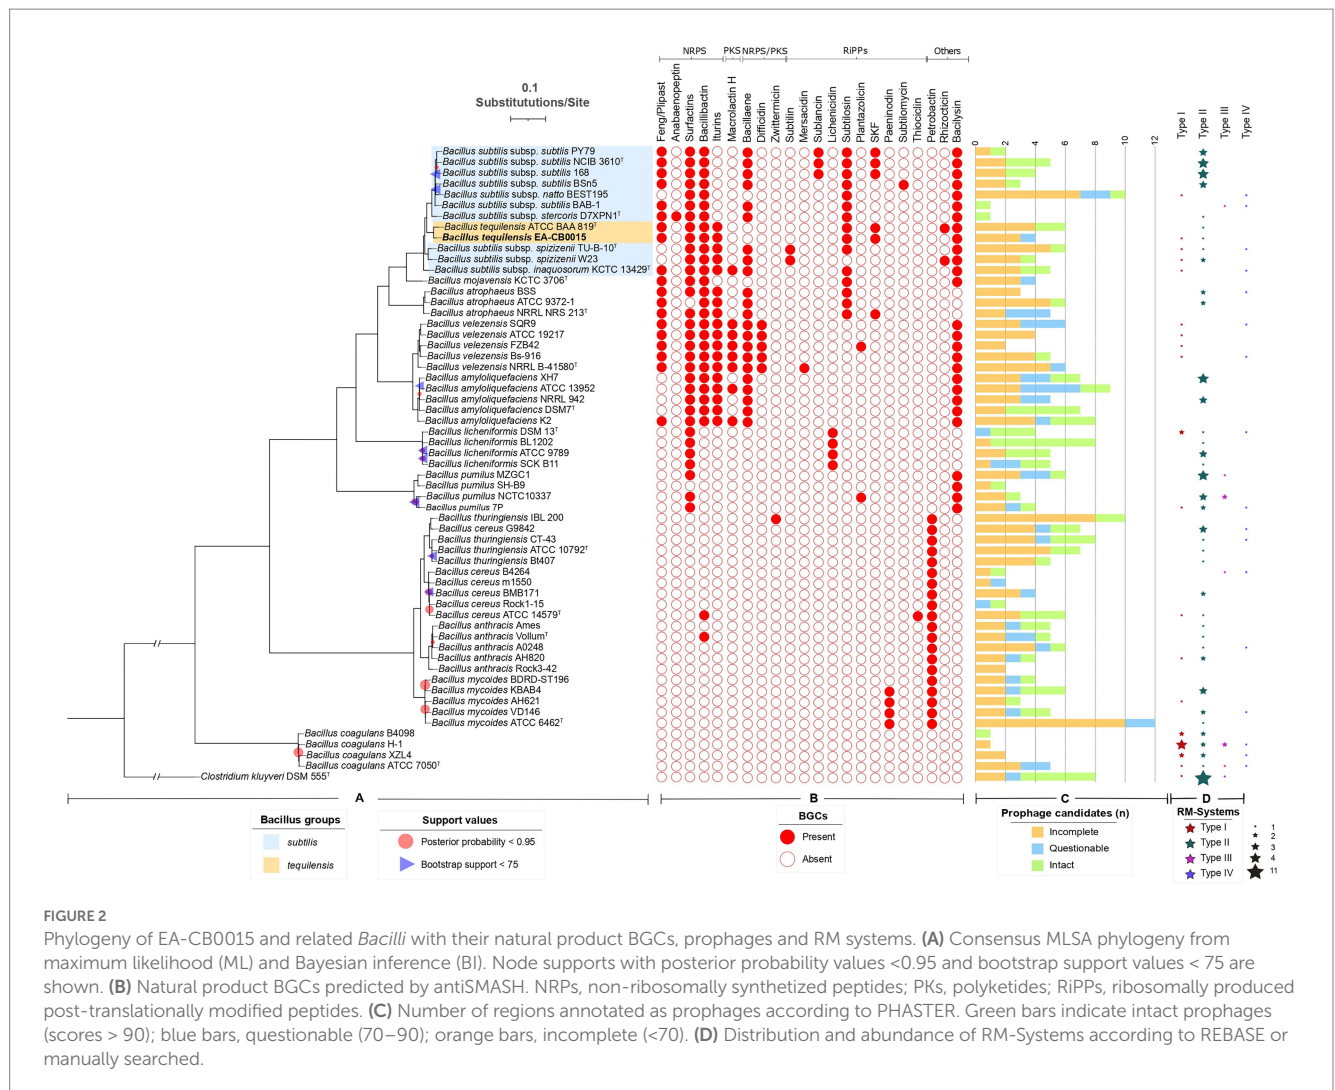 NRPS PKS NRPS/PKS RiPPs Others
0.1
Substitutions/Site
Feng/Plipast
Anabaenopeptin
Surfactins
Bacillibactin
Iturins
Macrolactin H
Bacillaene
Difficidin
Zwittermicin
Subtilin
Mersacidin
Sublancin
Lichenicidin
Subtilosin
Plantazolicin
SKF
Paeninodin
Subtilomycin
Thiociclin
Petrobactin
Rhizocticin
Bacilysin
0 2 4 6 8 10 12
Type I
Type II
Type III
Type IV
Bacillus subtilis subsp. subtlis PY79
Bacillus subtilis subsp. subtilis NCIB 3610ᵀ
Bacillus subtilis subsp. subtilis 168
Bacillus subtilis subsp. subtilis BSn5
Bacillus subtilis subsp. natto BEST195
Bacillus subtilis subsp. subtilis BAB-1
Bacillus subtilis subsp. stercoris D7XPN1ᵀ
Bacillus tequilensis ATCC BAA 819ᵀ
Bacillus tequilensis EA-CB0015
Bacillus subtilis subsp. spizizenii TU-B-10ᵀ
Bacillus subtilis subsp. spizizenii W23
Bacillus subtilis subsp. inaquosorum KCTC 13429ᵀ
Bacillus mojavensis KCTC 3706ᵀ
Bacillus atrophaeus BSS
Bacillus atrophaeus ATCC 9372-1
Bacillus atrophaeus NRRL NRS 213ᵀ
Bacillus velezensis SQR9
Bacillus velezensis ATCC 19217
Bacillus velezensis FZB42
Bacillus velezensis Bs-916
Bacillus velezensis NRRL B-41580ᵀ
Bacillus amyloliquefaciens XH7
Bacillus amyloliquefaciens ATCC 13952
Bacillus amyloliquefaciens NRRL 942
Bacillus amyloliquefaciencs DSM7ᵀ
Bacillus amyloliquefaciens K2
Bacillus licheniformis DSM 13ᵀ
Bacillus licheniformis BL1202
Bacillus licheniformis ATCC 9789
Bacillus licheniformis SCK B11
Bacillus pumilus MZGC1
Bacillus pumilus SH-B9
Bacillus pumilus NCTC10337
Bacillus pumilus 7P
Bacillus thuringiensis IBL 200
Bacillus cereus G9842
Bacillus thuringiensis CT-43
Bacillus thuringiensis ATCC 10792ᵀ
Bacillus thuringiensis Bt407
Bacillus cereus B4264
Bacillus cereus m1550
Bacillus cereus BMB171
Bacillus cereus Rock1-15
Bacillus cereus ATCC 14579ᵀ
Bacillus anthracis Ames
Bacillus anthracis Vollumᵀ
Bacillus anthracis A0248
Bacillus anthracis AH820
Bacillus anthracis Rock3-42
Bacillus mycoides BDRD-ST196
Bacillus mycoides KBAB4
Bacillus mycoides AH621
Bacillus mycoides VD146
Bacillus mycoides ATCC 6462ᵀ
Bacillus coagulans B4098
Bacillus coagulans H-1
Bacillus coagulans XZL4
Bacillus coagulans ATCC 7050ᵀ
Clostridium kluyveri DSM 555ᵀ
A B C D
Bacillus groups
subtilis
tequilensis
Support values
Posterior probability < 0.95
Bootstrap support < 75
BGCs
Present
Absent
Prophage candidates (n)
Incomplete
Questionable
Intact
RM-Systems
Type I
Type II
Type III
Type IV
1
2
3
4
11
FIGURE 2
Phylogeny of EA-CB0015 and related Bacilli with their natural product BGCs, prophages and RM systems. (A) Consensus MLSA phylogeny from
maximum likelihood (ML) and Bayesian inference (BI). Node supports with posterior probability values <0.95 and bootstrap support values < 75 are
shown. (B) Natural product BGCs predicted by antiSMASH. NRPs, non-ribosomally synthetized peptides; PKs, polyketides; RiPPs, ribosomally produced
post-translationally modified peptides. (C) Number of regions annotated as prophages according to PHASTER. Green bars indicate intact prophages
(scores > 90); blue bars, questionable (70–90); orange bars, incomplete (<70). (D) Distribution and abundance of RM-Systems according to REBASE or
manually searched.